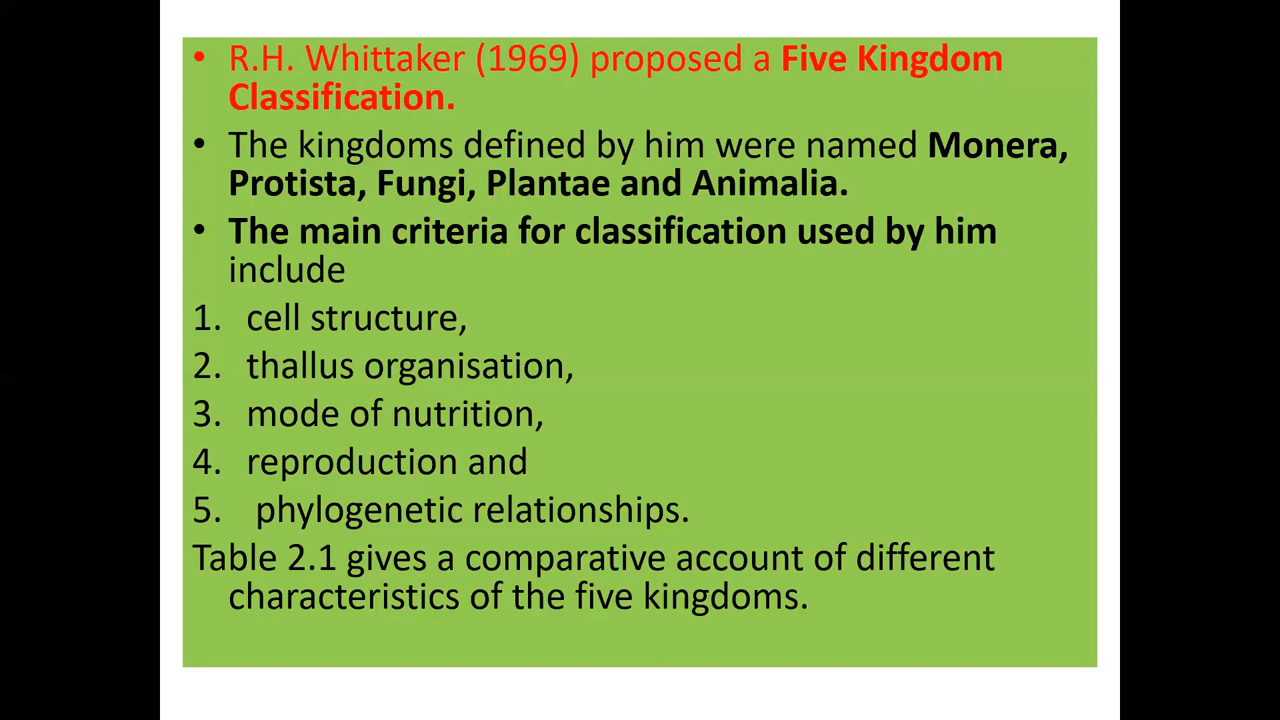 • R.H. Whittaker (1969) proposed a Five Kingdom
Classification.
• The kingdoms defined by him were named Monera,
Protista, Fungi, Plantae and Animalia.
• The main criteria for classification used by him
include
1. cell structure,
2. thallus organisation,
3. mode of nutrition,
4. reproduction and
5. phylogenetic relationships.
Table 2.1 gives a comparative account of different
characteristics of the five kingdoms.